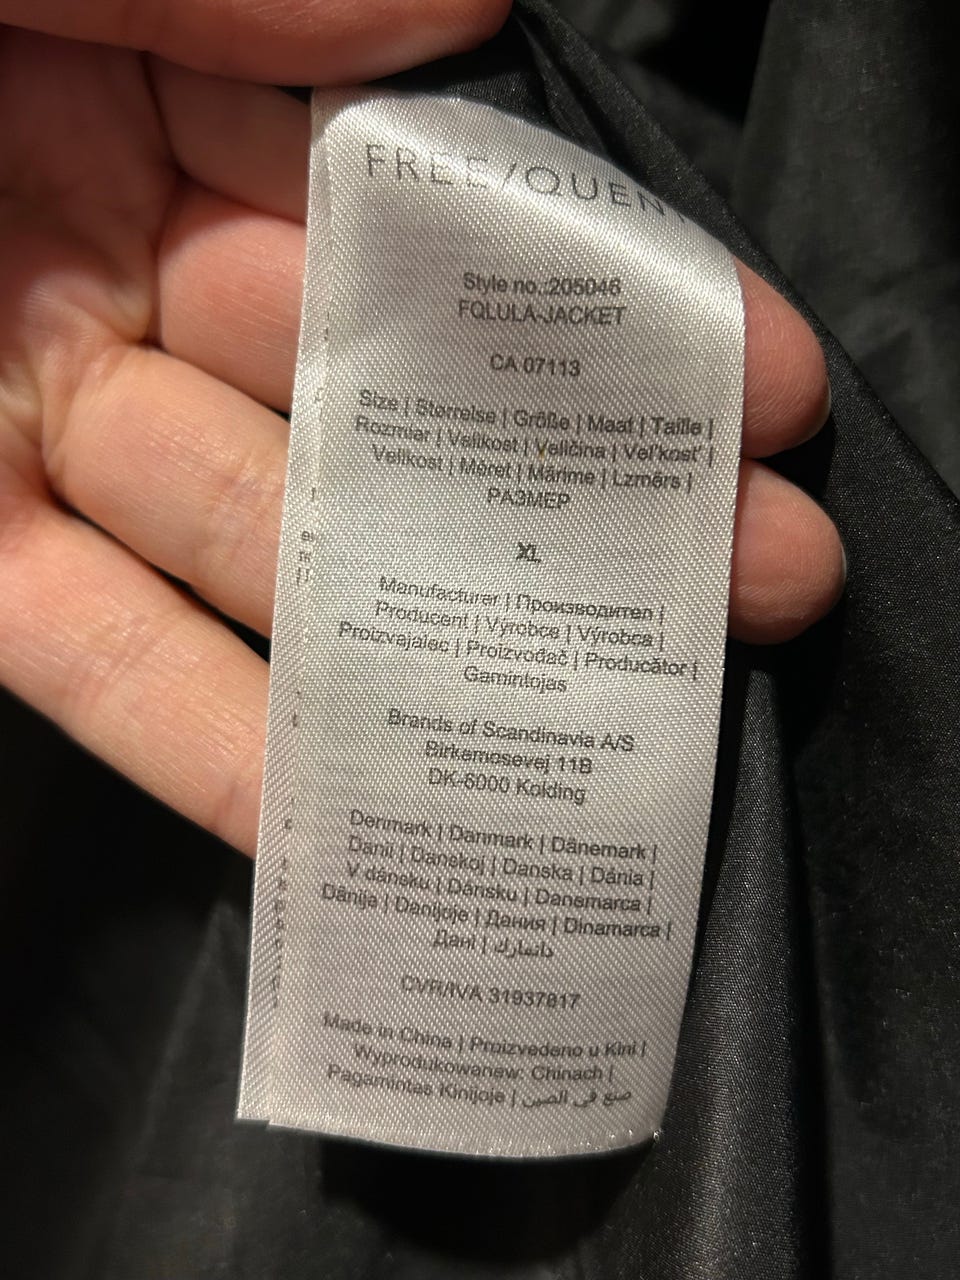 FREE/QUENT
Style no.:205046
FQLULA-JACKET
CA 07113
Size | Størrelse | Größe | Maat | Taille |
Rozmiar | Velikost | Veličina | Veľkosť |
Velikost | Méret | Mărime | Lzmērs |
РАЗМЕР
XL
Manufacturer | Производител |
Producent | Výrobce | Výrobca |
Proizvajalec | Proizvođač | Producător |
Gamintojas
Brands of Scandinavia A/S
Birkemosevej 11B
DK-6000 Kolding
Denmark | Danmark | Dänemark |
Danii | Danskoj | Danska | Dánia |
V dánsku | Dánsku | Danemarca |
Dānija | Danijoje | Дания | Dinamarca |
Дані | دانمارك
CVR/IVA 31937817
Made in China | Proizvedeno u Kini |
Wyprodukowanew: Chinach |
Pagamintas Kinijoje | صنع في الصين